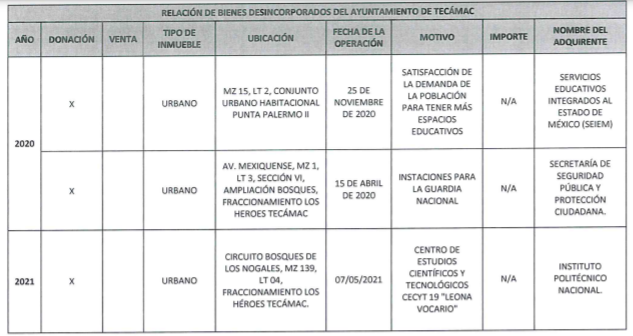 RELACIÓN DE BIENES DESINCORPORADOS DEL AYUNTAMIENTO DE TECÁMAC
AÑO DONACIÓN VENTA TIPO DE INMUEBLE UBICACIÓN FECHA DE LA OPERACIÓN MOTIVO IMPORTE NOMBRE DEL ADQUIRENTE
2020
X
URBANO
MZ 15, LT 2, CONJUNTO
URBANO HABITACIONAL
PUNTA PALERMO II
25 DE
NOVIEMBRE
DE 2020
SATISFACCIÓN DE
LA DEMANDA DE
LA POBLACIÓN
PARA TENER MÁS
ESPACIOS
EDUCATIVOS
N/A
SERVICIOS
EDUCATIVOS
INTEGRADOS AL
ESTADO DE
MÉXICO (SEIEM)
X
URBANO
AV. MEXIQUENSE, MZ 1,
LT 3, SECCIÓN VI,
AMPLIACIÓN BOSQUES,
FRACCIONAMIENTO LOS
HEROES TECÁMAC
15 DE ABRIL
DE 2020
INSTACIONES PARA
LA GUARDIA
NACIONAL
N/A
SECRETARÍA DE
SEGURIDAD
PÚBLICA Y
PROTECCIÓN
CIUDADANA.
2021
X
URBANO
CIRCUITO BOSQUES DE
LOS NOGALES, MZ 139,
LT 04,
FRACCIONAMIENTO LOS
HÉROES TECÁMAC.
07/05/2021
CENTRO DE
ESTUDIOS
CIENTÍFICOS Y
TECNOLÓGICOS
CECYT 19 "LEONA
VOCARIO"
N/A
INSTITUTO
POLITÉCNICO
NACIONAL.